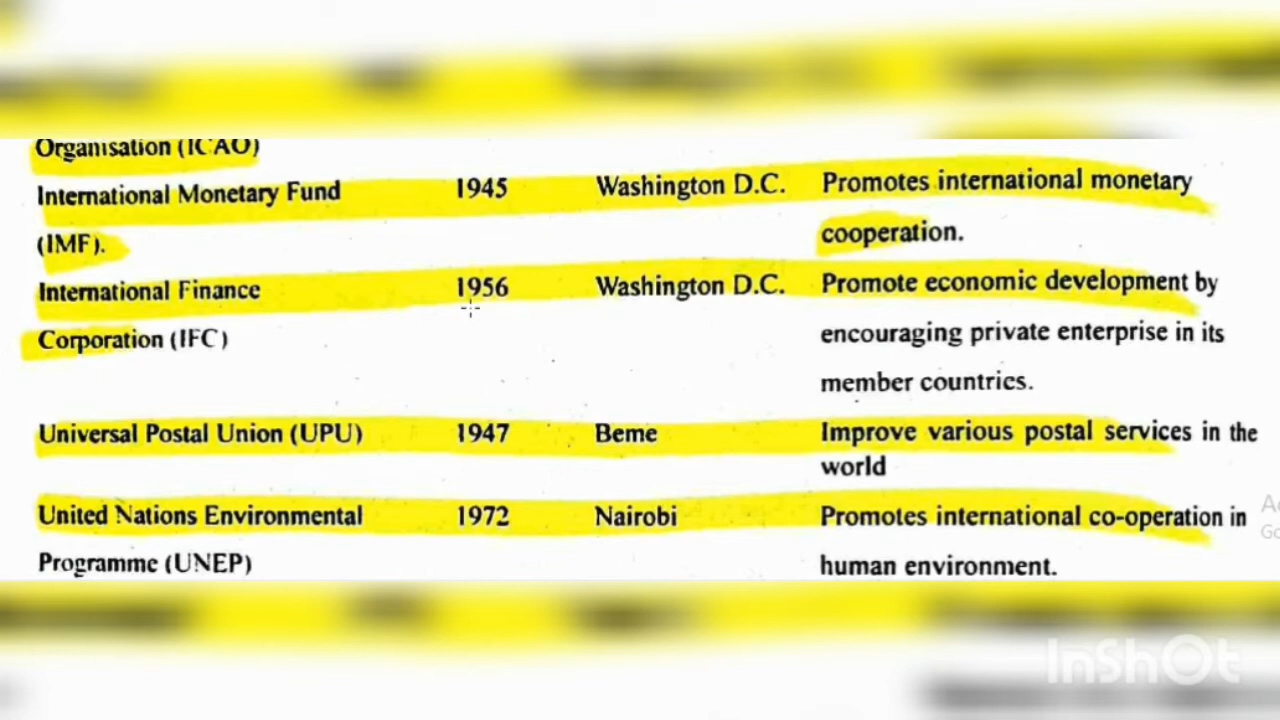 Organisation (ICAO)
International Monetary Fund 1945 Washington D.C. Promotes international monetary
(IMF). cooperation.
International Finance 1956 Washington D.C. Promote economic development by
Corporation (IFC) encouraging private enterprise in its
member countries.
Universal Postal Union (UPU) 1947 Beme Improve various postal services in the
world
United Nations Environmental 1972 Nairobi Promotes international co-operation in
Programme (UNEP) human environment.
InShOt